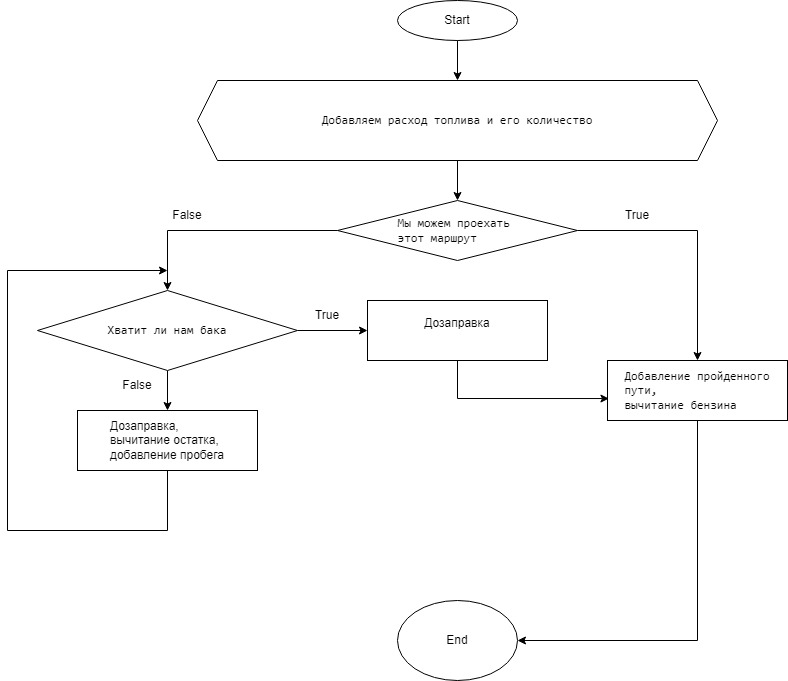 Start
Добавляем расход топлива и его количество
False
True
Мы можем проехать
этот маршрут
Хватит ли нам бака
True
Дозаправка
False
Добавление пройденного
пути,
вычитание бензина
Дозаправка,
вычитание остатка,
добавление пробега
End